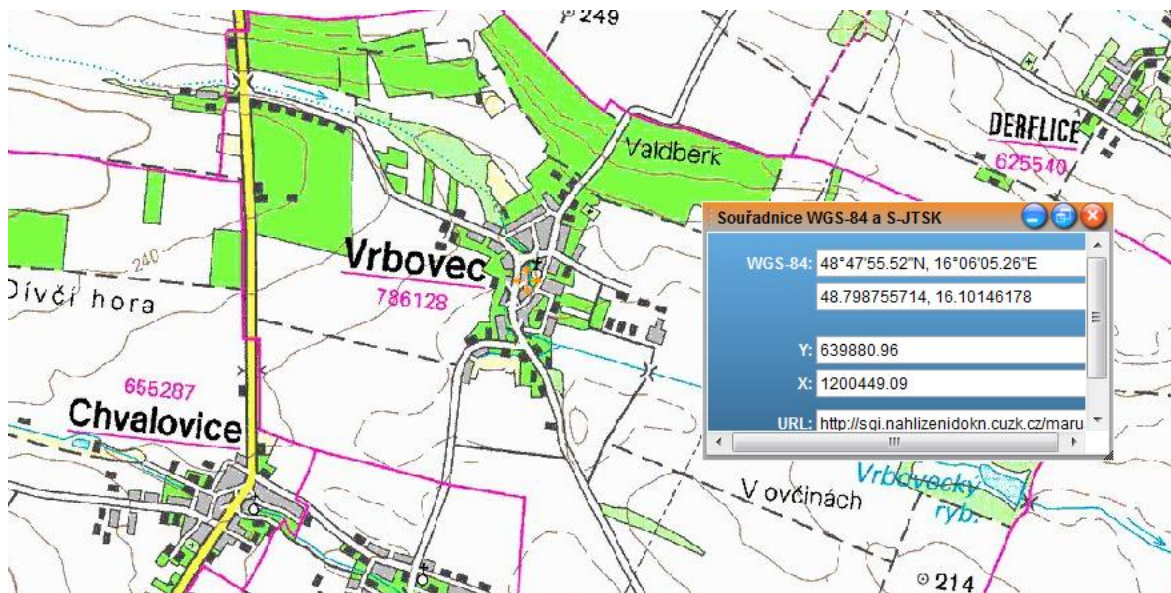 249
DERFLICE
625540
Valdberk
Souřadnice WGS-84 a S-JTSK
WGS-84: 48°47'55.52"N, 16°06'05.26"E
48.798755714, 16.10146178
Y: 639880.96
X: 1200449.09
URL: http://sgi.nahlizenidokn.cuzk.cz/maru
Vrbovec
786128
240
Dívčí hora
655287
Chvalovice
V ovčinách
Vrbovecký
ryb.
214